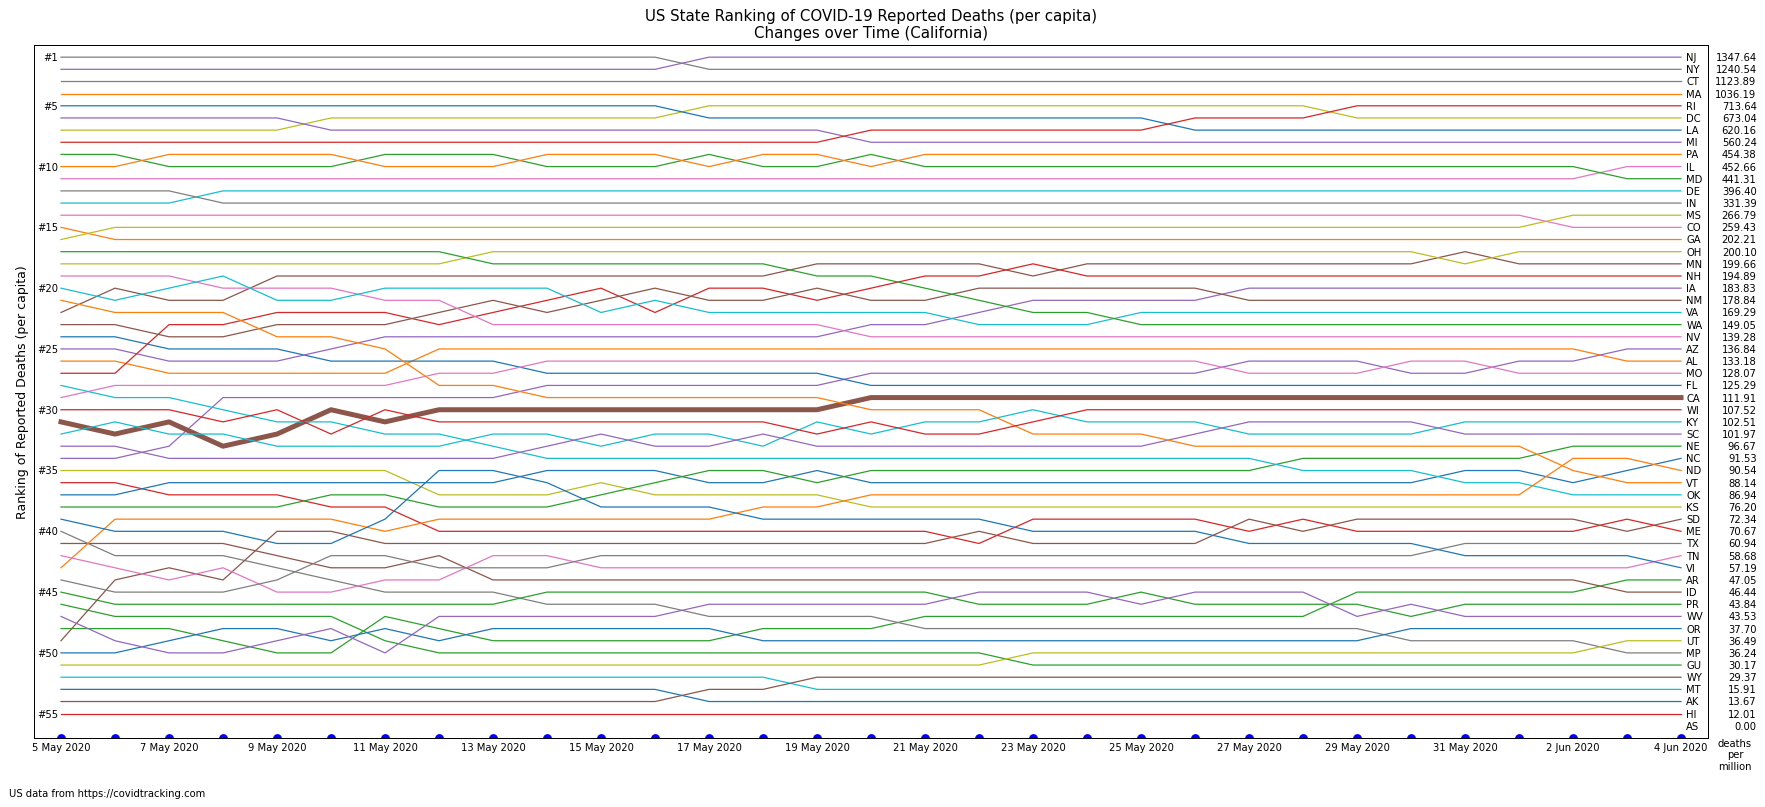 US State Ranking of COVID-19 Reported Deaths (per capita)
Changes over Time (California)
Ranking of Reported Deaths (per capita)
#1
#5
#10
#15
#20
#25
#30
#35
#40
#45
#50
#55
NJ 1347.64
NY 1240.54
CT 1123.89
MA 1036.19
RI 713.64
DC 673.04
LA 620.16
MI 560.24
PA 454.38
IL 452.66
MD 441.31
DE 396.40
IN 331.39
MS 266.79
CO 259.43
GA 202.21
OH 200.10
MN 199.66
NH 194.89
IA 183.83
NM 178.84
VA 169.29
WA 149.05
NV 139.28
AZ 136.84
AL 133.18
MO 128.07
FL 125.29
CA 111.91
WI 107.52
KY 102.51
SC 101.97
NE 96.67
NC 91.53
ND 90.54
VT 88.14
OK 86.94
KS 76.20
SD 72.34
ME 70.67
TX 60.94
TN 58.68
VI 57.19
AR 47.05
ID 46.44
PR 43.84
WV 43.53
OR 37.70
UT 36.49
MP 36.24
GU 30.17
WY 29.37
MT 15.91
AK 13.67
HI 12.01
AS 0.00
5 May 2020 7 May 2020 9 May 2020 11 May 2020 13 May 2020 15 May 2020 17 May 2020 19 May 2020 21 May 2020 23 May 2020 25 May 2020 27 May 2020 29 May 2020 31 May 2020 2 Jun 2020 4 Jun 2020
deaths
per
million
US data from https://covidtracking.com